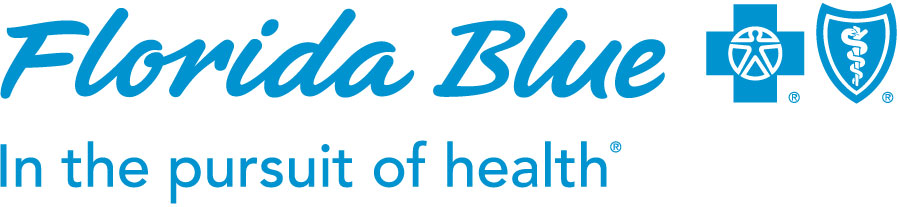 Florida Blue ® ®
In the pursuit of health®